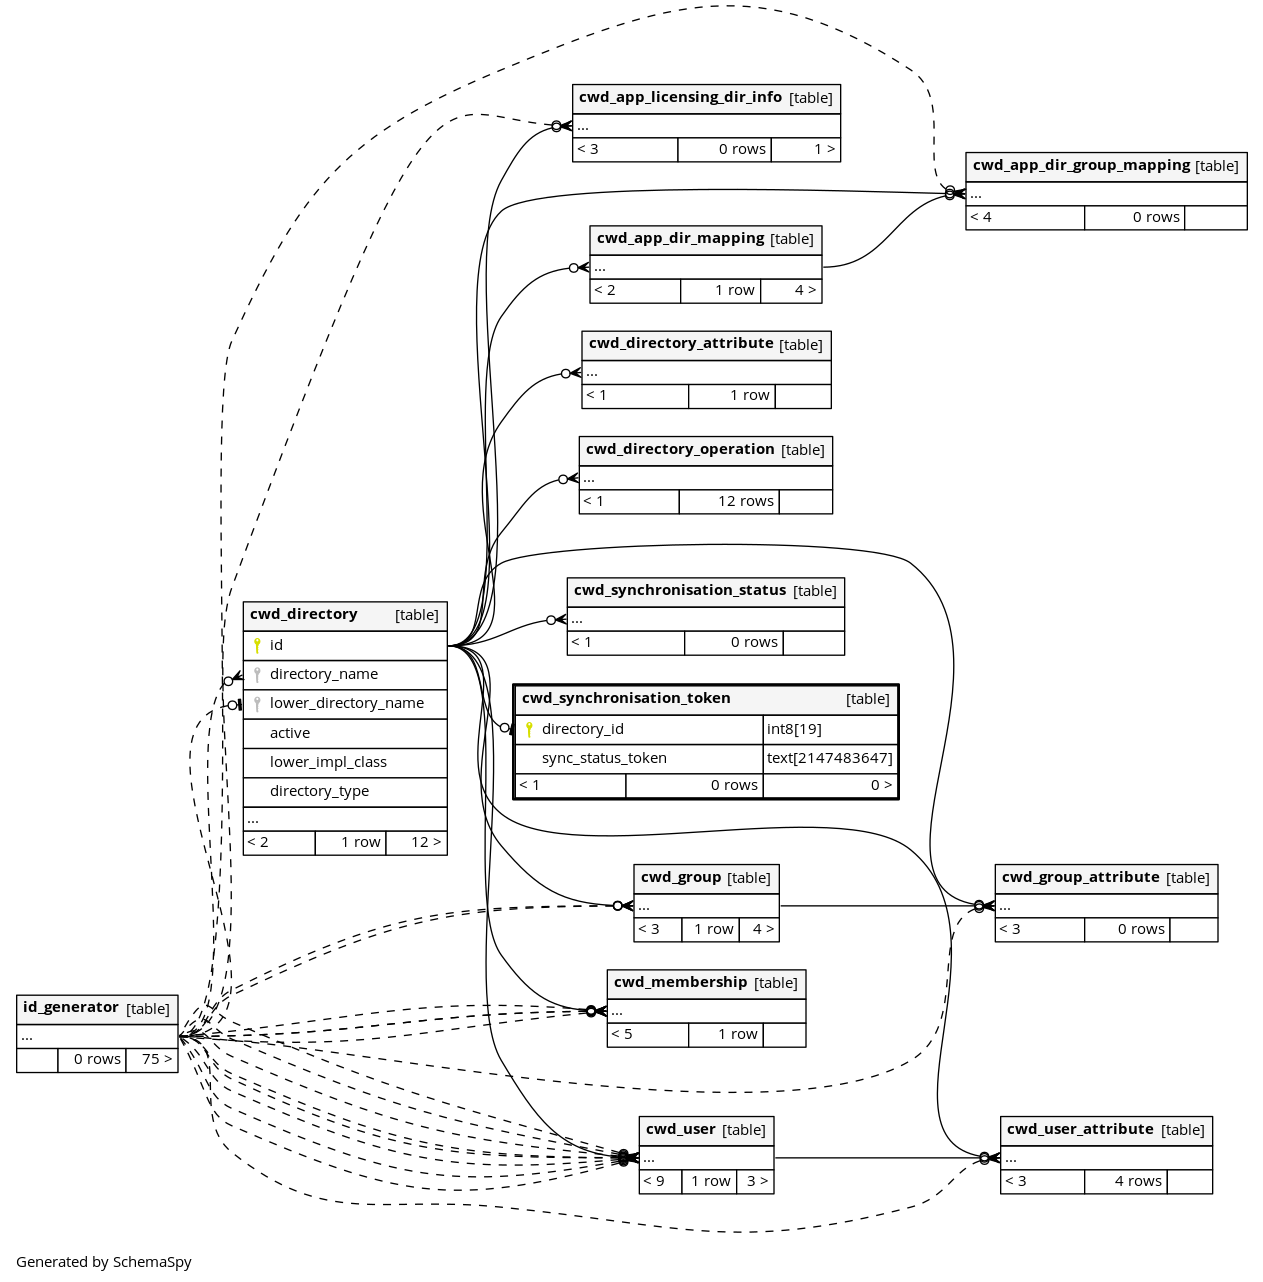 cwd_app_licensing_dir_info [table]
...
< 3 0 rows 1 >
cwd_app_dir_group_mapping [table]
...
< 4 0 rows
cwd_app_dir_mapping [table]
...
< 2 1 row 4 >
cwd_directory_attribute [table]
...
< 1 1 row
cwd_directory_operation [table]
...
< 1 12 rows
cwd_synchronisation_status [table]
...
< 1 0 rows
cwd_directory [table]
id
directory_name
lower_directory_name
active
lower_impl_class
directory_type
...
< 2 1 row 12 >
cwd_synchronisation_token [table]
directory_id int8[19]
sync_status_token text[2147483647]
< 1 0 rows 0 >
cwd_group [table]
...
< 3 1 row 4 >
cwd_group_attribute [table]
...
< 3 0 rows
cwd_membership [table]
...
< 5 1 row
id_generator [table]
...
0 rows 75 >
cwd_user [table]
...
< 9 1 row 3 >
cwd_user_attribute [table]
...
< 3 4 rows
Generated by SchemaSpy